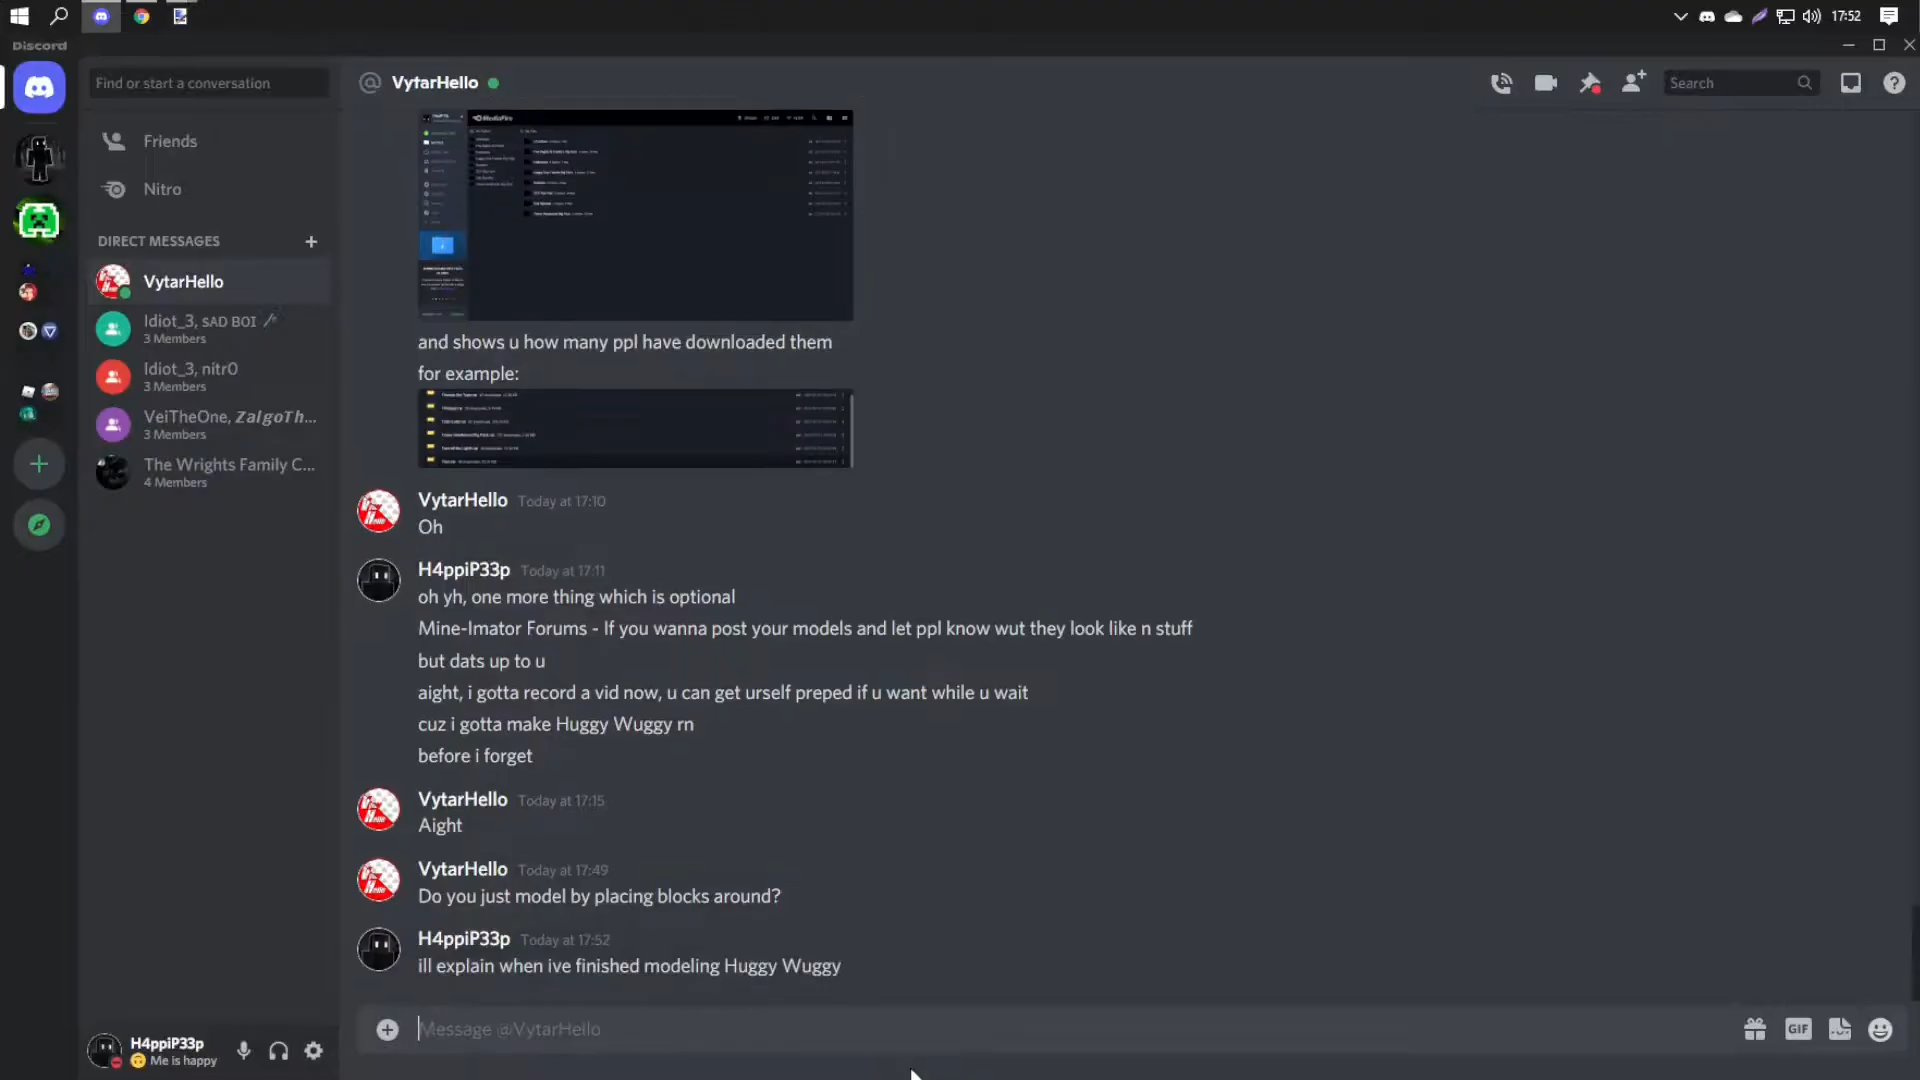 17:52
Discord
Find or start a conversation
Friends
Nitro
DIRECT MESSAGES
VytarHello
Idiot_3, sAD BOI
3 Members
Idiot_3, nitr0
3 Members
VeiTheOne, ZalgoTh...
3 Members
The Wrights Family C...
4 Members
H4ppiP33p
Me is happy
VytarHello
Search
MediaFire
and shows u how many ppl have downloaded them
for example:
VytarHello Today at 17:10
Oh
H4ppiP33p Today at 17:11
oh yh, one more thing which is optional
Mine-Imator Forums - If you wanna post your models and let ppl know wut they look like n stuff
but dats up to u
aight, i gotta record a vid now, u can get urself preped if u want while u wait
cuz i gotta make Huggy Wuggy rn
before i forget
VytarHello Today at 17:15
Aight
VytarHello Today at 17:49
Do you just model by placing blocks around?
H4ppiP33p Today at 17:52
ill explain when ive finished modeling Huggy Wuggy
Message @VytarHello
GIF